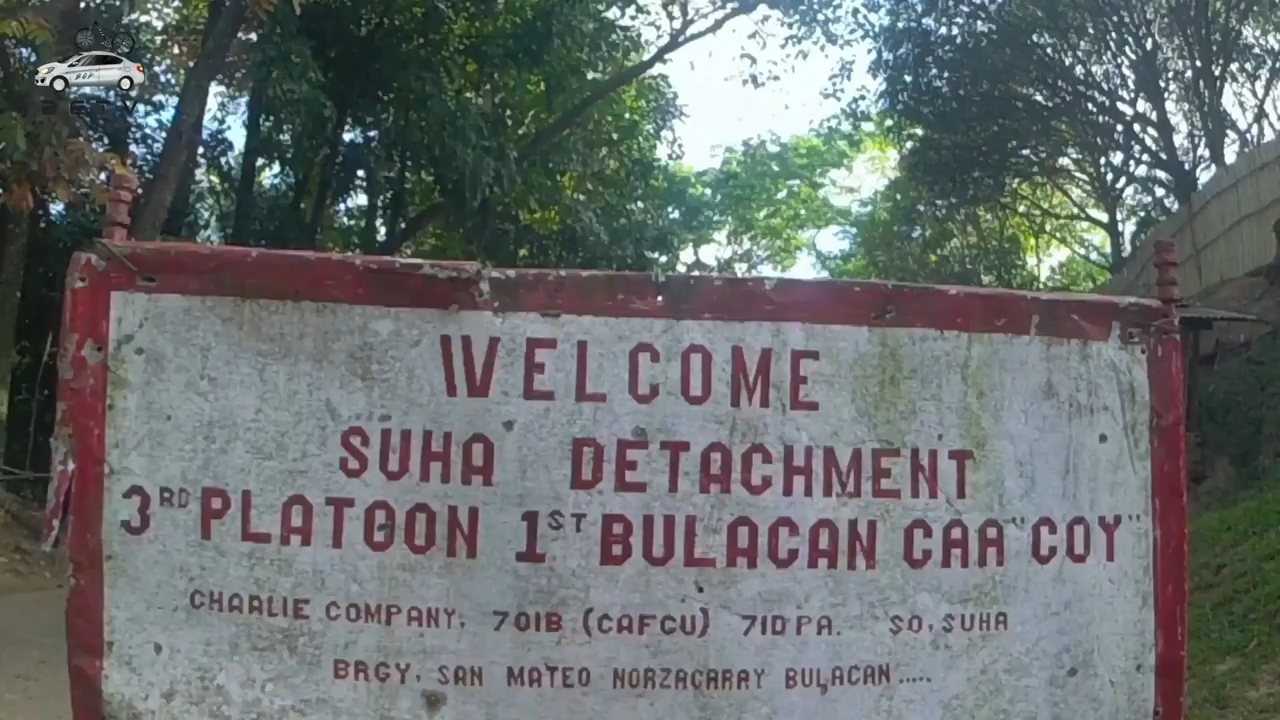 WELCOME
SUHA DETACHMENT
3RD PLATGON 1ST BULACAN CAA "COY"
CHARLIE COMPANY, 70IB (CAFCU) 7ID PA. SO, SUHA
BRGY, SAN MATEO NORZAGARAY BULACAN.....